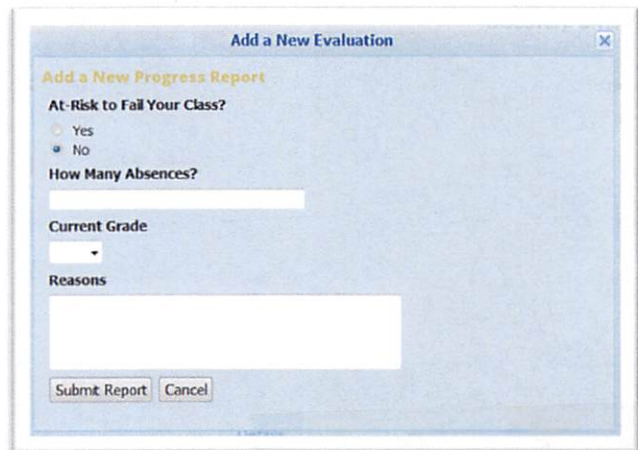 Add a New Evaluation
Add a New Progress Report
At-Risk to Fail Your Class?
Yes
No
How Many Absences?
Current Grade
Reasons
Submit Report Cancel